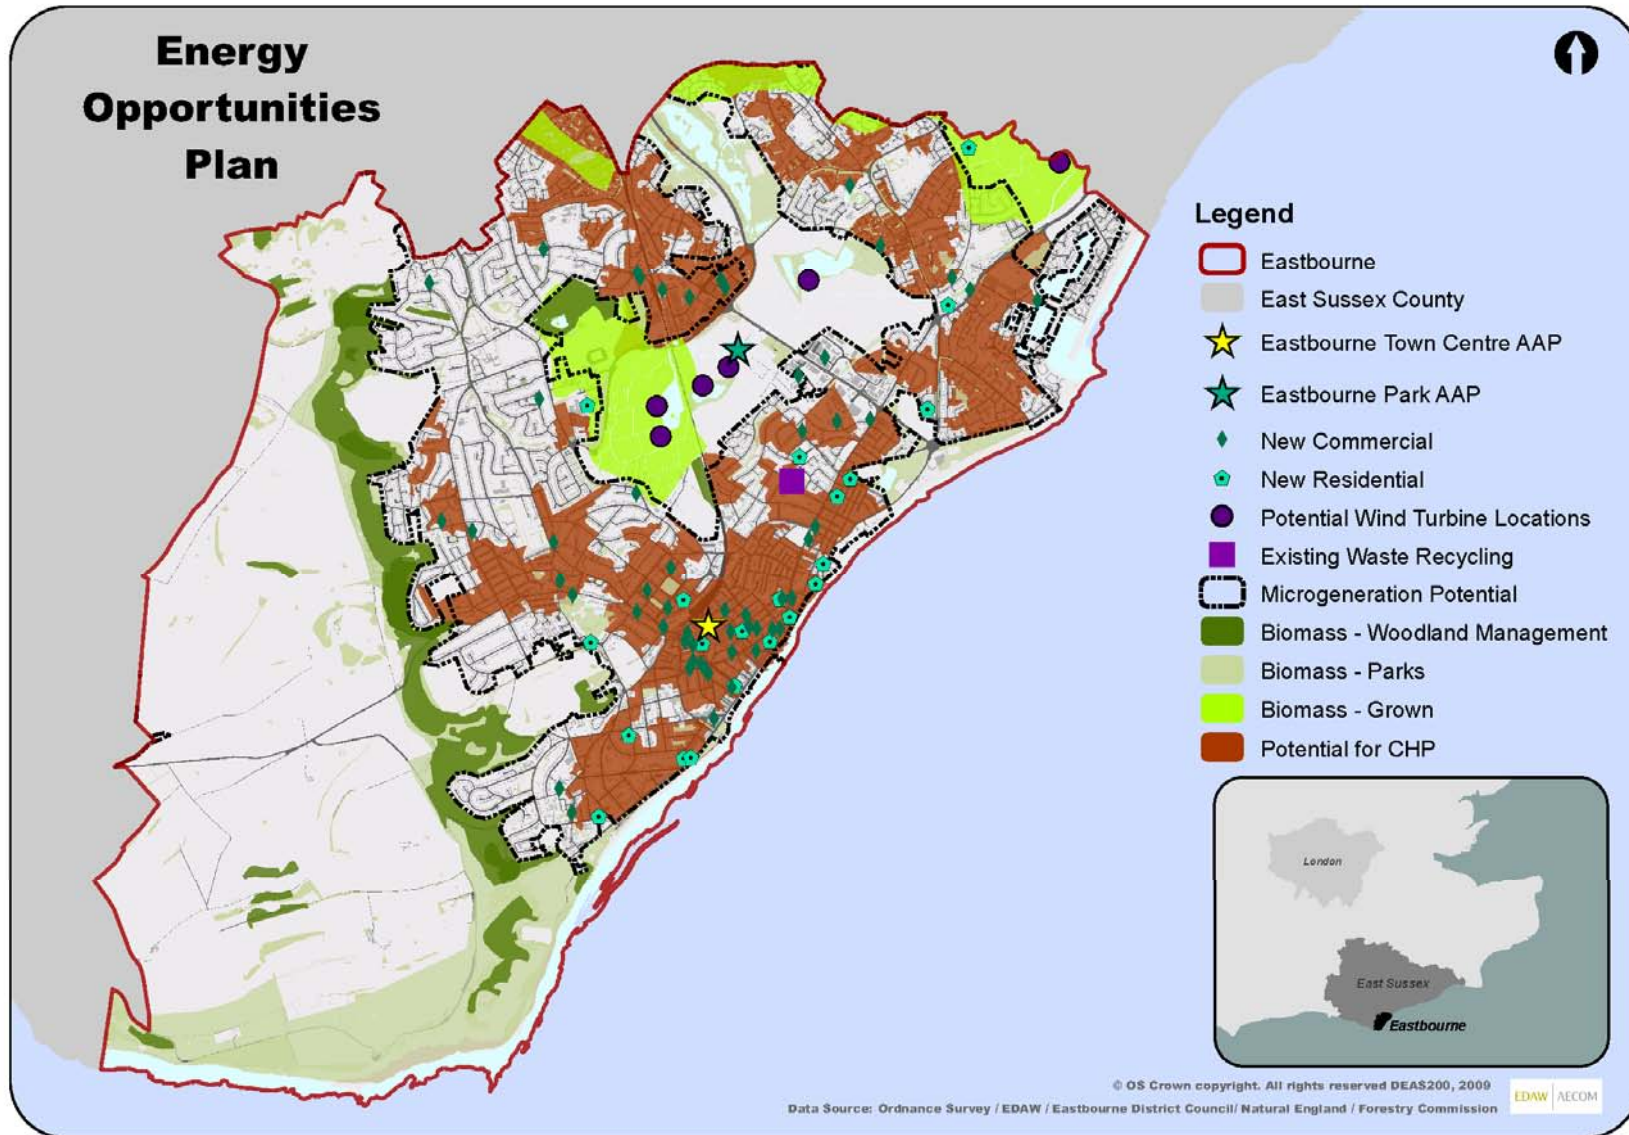 Energy
Opportunities
Plan
Legend
Eastbourne
East Sussex County
Eastbourne Town Centre AAP
Eastbourne Park AAP
New Commercial
New Residential
Potential Wind Turbine Locations
Existing Waste Recycling
Microgeneration Potential
Biomass - Woodland Management
Biomass - Parks
Biomass - Grown
Potential for CHP
London
East Sussex
Eastbourne
© OS Crown copyright. All rights reserved DEAS200, 2009
Data Source: Ordnance Survey / EDAW / Eastbourne District Council/ Natural England / Forestry Commission
EDAW AECOM